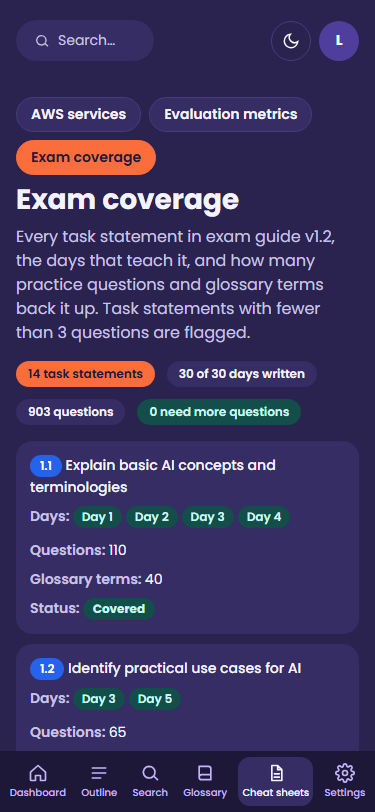 Search...
L
AWS services
Evaluation metrics
Exam coverage
Exam coverage
Every task statement in exam guide v1.2,
the days that teach it, and how many
practice questions and glossary terms
back it up. Task statements with fewer
than 3 questions are flagged.
14 task statements
30 of 30 days written
903 questions
0 need more questions
1.1 Explain basic AI concepts and
terminologies
Days: Day 1 Day 2 Day 3 Day 4
Questions: 110
Glossary terms: 40
Status: Covered
1.2 Identify practical use cases for AI
Days: Day 3 Day 5
Questions: 65
Dashboard
Outline
Search
Glossary
Cheat sheets
Settings